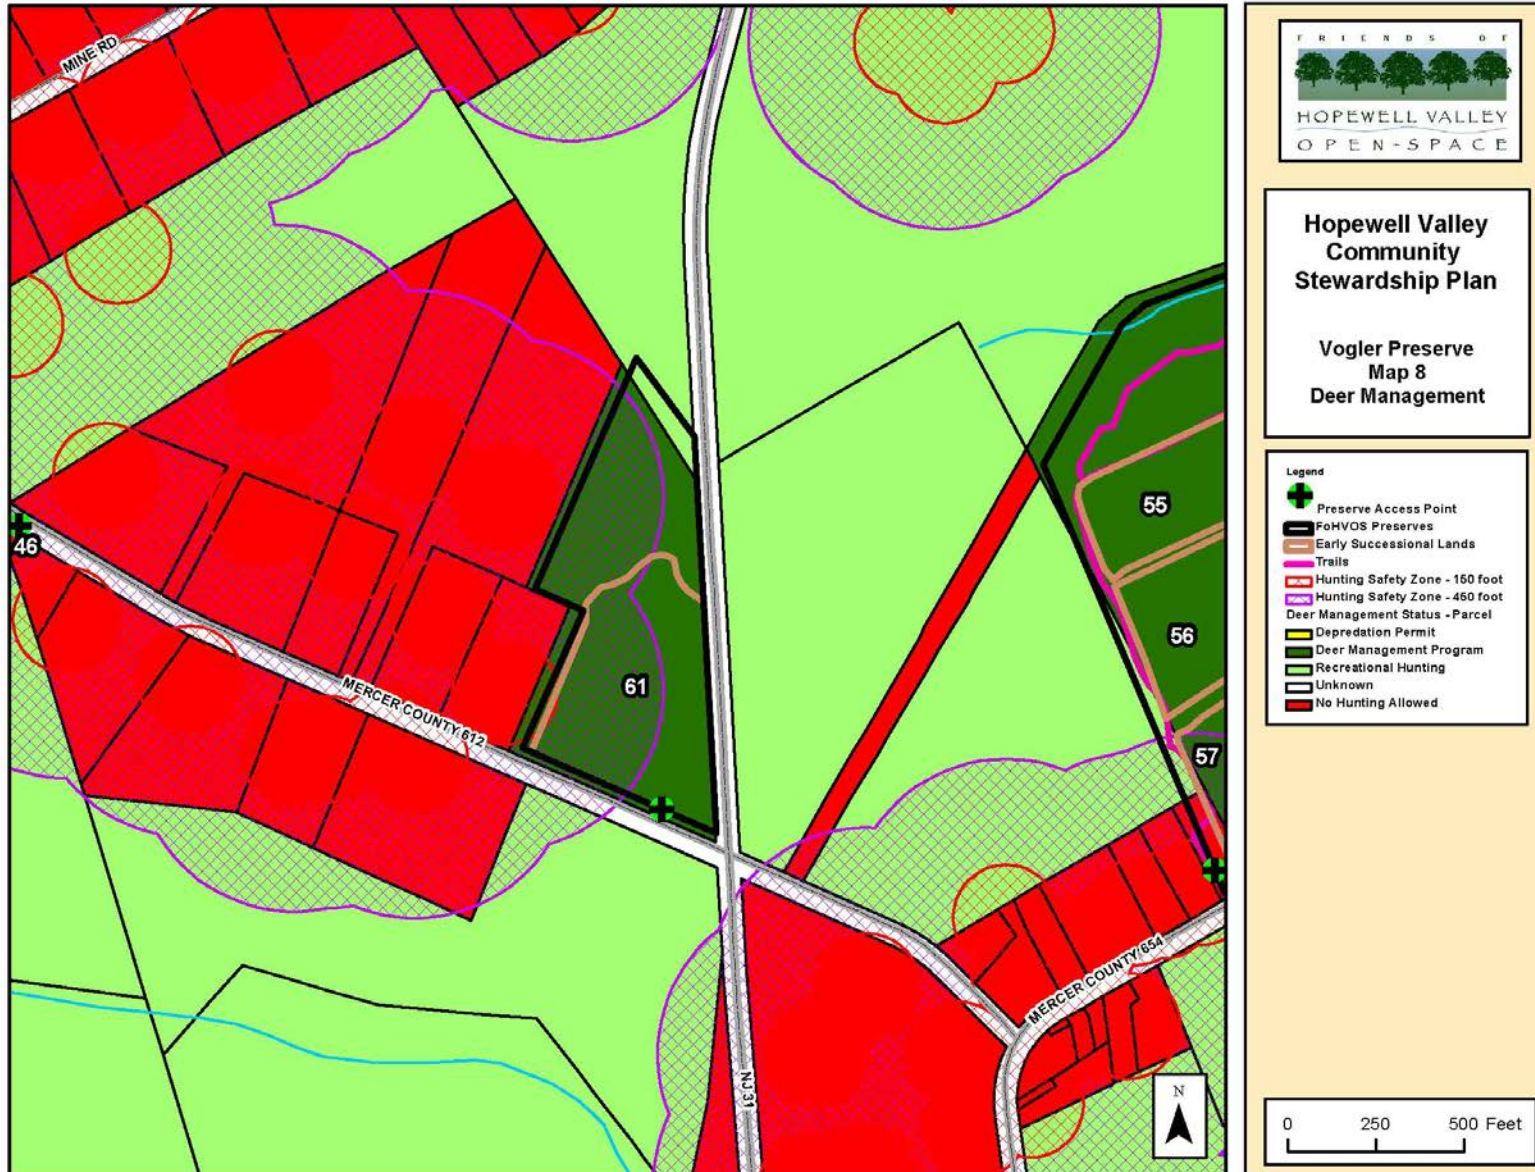 MINE RD
46
61
55
56
57
MERCER COUNTY 612
MERCER COUNTY 654
NJ 31
N
FRIENDS OF
HOPEWELL VALLEY
OPEN-SPACE
Hopewell Valley
Community
Stewardship Plan
Vogler Preserve
Map 8
Deer Management
Legend
Preserve Access Point
FoHVOS Preserves
Early Successional Lands
Trails
Hunting Safety Zone - 150 foot
Hunting Safety Zone - 450 foot
Deer Management Status - Parcel
Depredation Permit
Deer Management Program
Recreational Hunting
Unknown
No Hunting Allowed
0 250 500 Feet